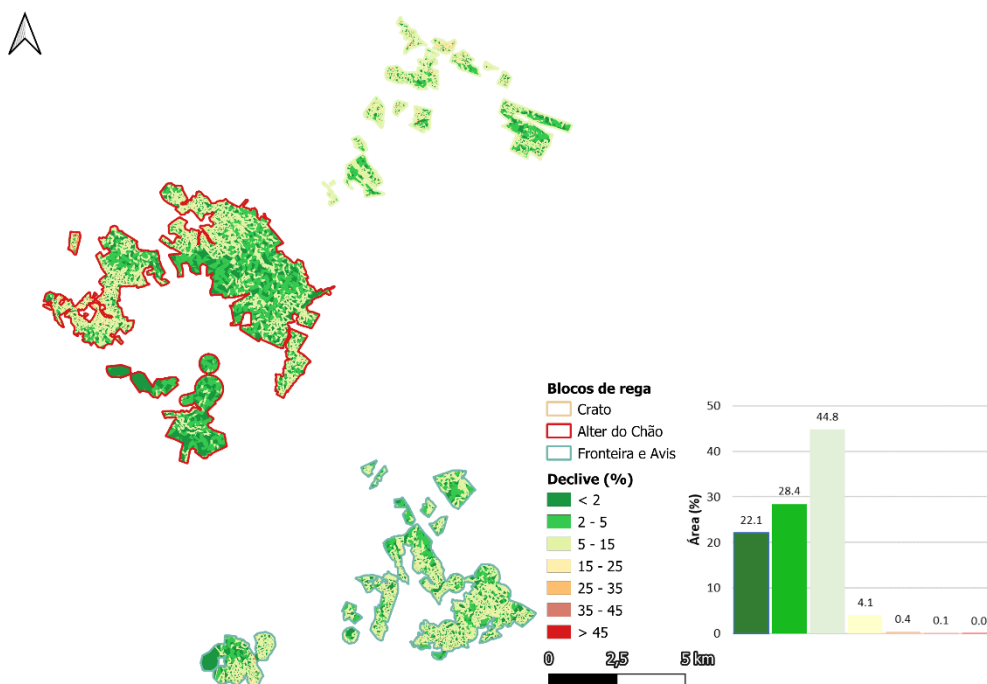 Blocos de rega
Crato
Alter do Chão
Fronteira e Avis
Declive (%)
< 2
2 - 5
5 - 15
15 - 25
25 - 35
35 - 45
> 45
0 2,5 5 km
Área (%)
50
40
30
20
10
0
22.1
28.4
44.8
4.1
0.4
0.1
0.0